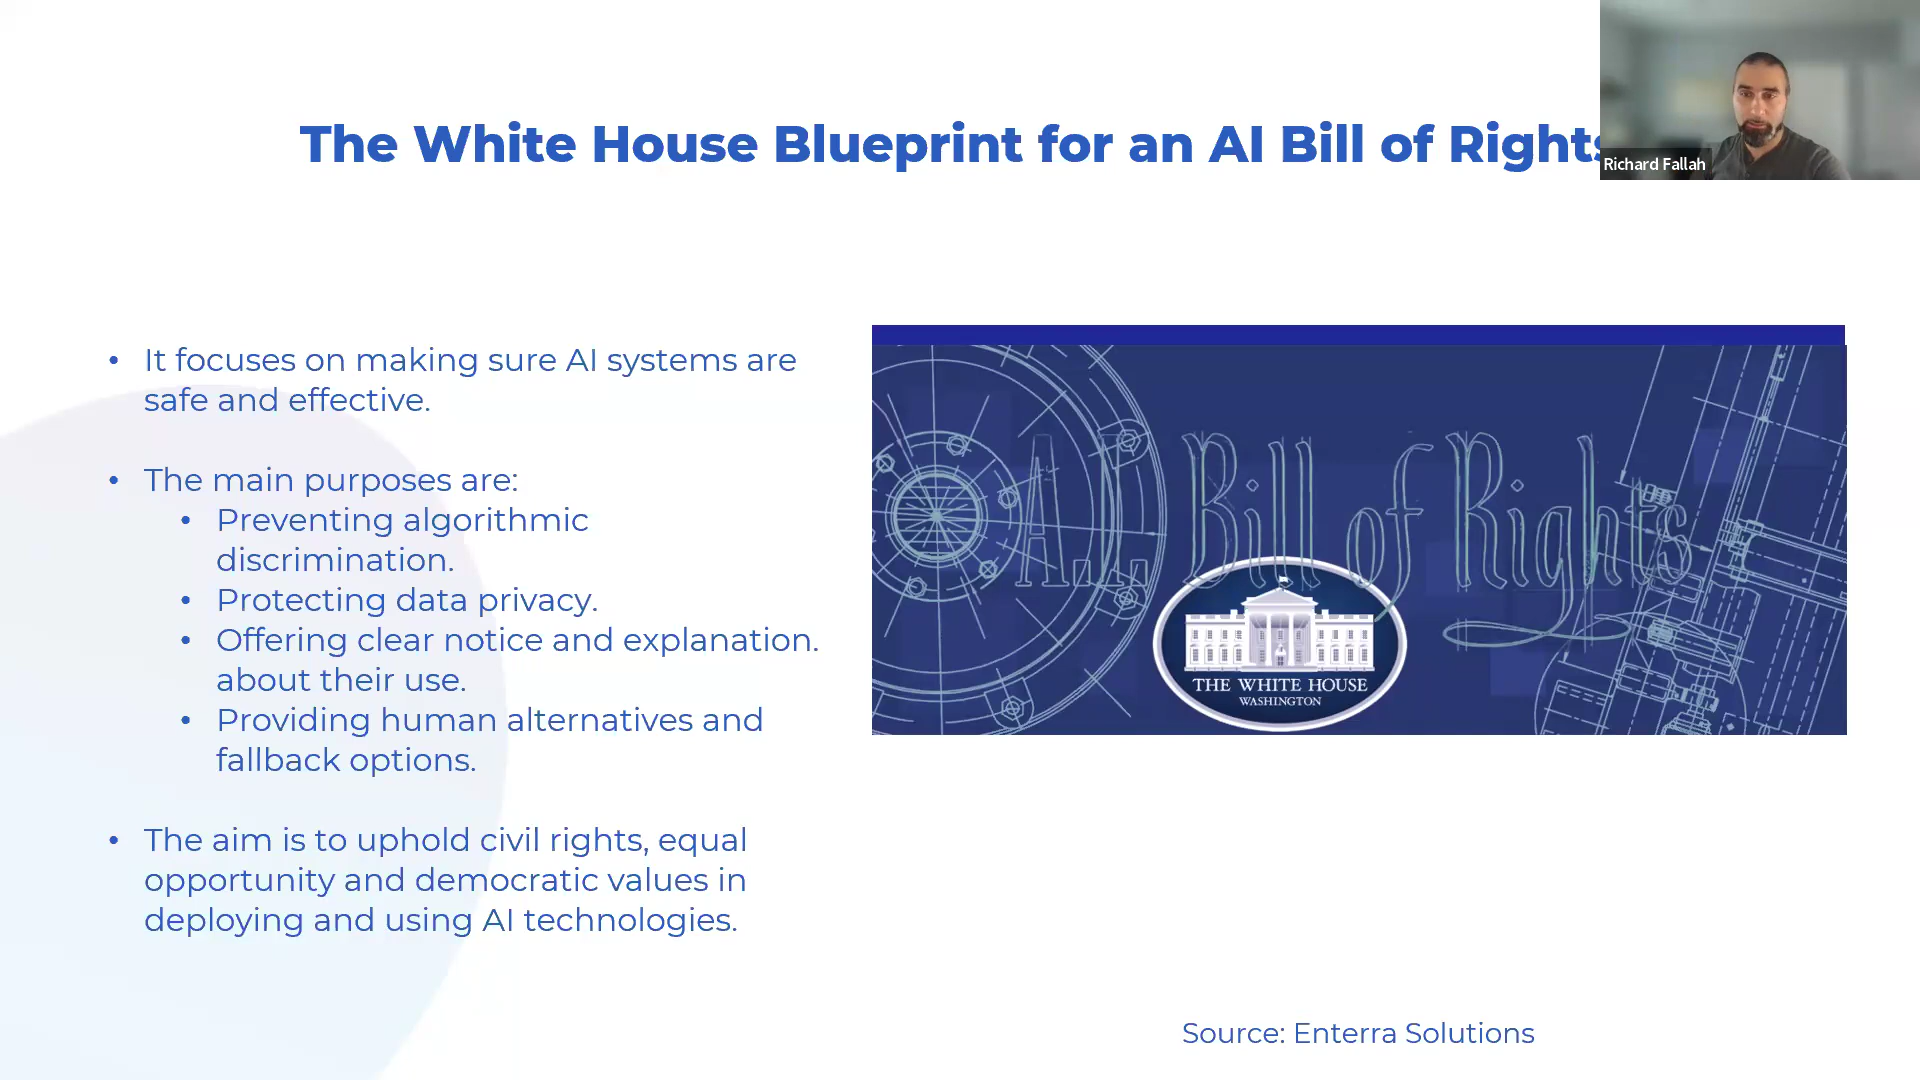 The White House Blueprint for an AI Bill of Rights
Richard Fallah
• It focuses on making sure AI systems are
safe and effective.
• The main purposes are:
• Preventing algorithmic
discrimination.
• Protecting data privacy.
• Offering clear notice and explanation.
about their use.
• Providing human alternatives and
fallback options.
• The aim is to uphold civil rights, equal
opportunity and democratic values in
deploying and using AI technologies.
A.I. Bill of Rights
THE WHITE HOUSE
WASHINGTON
Source: Enterra Solutions